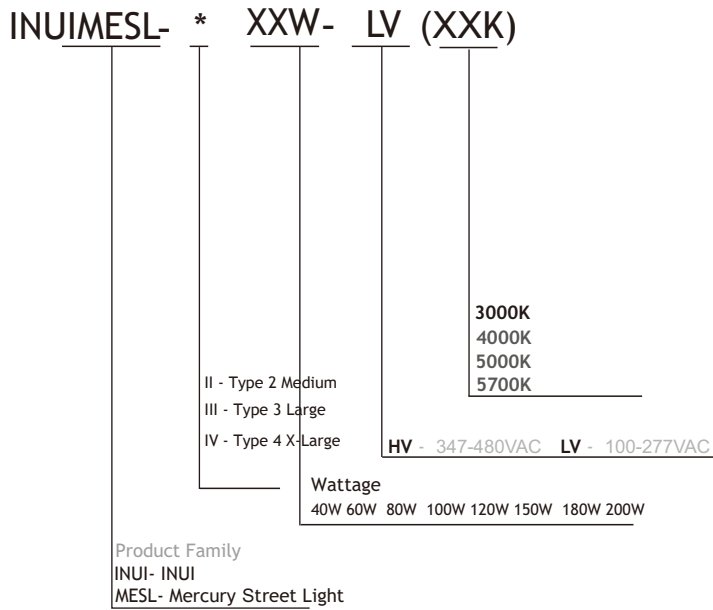 INUIMESL- * XXW- LV (XXK)
3000K
4000K
5000K
5700K
II - Type 2 Medium
III - Type 3 Large
IV - Type 4 X-Large
HV - 347-480VAC LV - 100-277VAC
Wattage
40W 60W 80W 100W 120W 150W 180W 200W
Product Family
INUI- INUI
MESL- Mercury Street Light